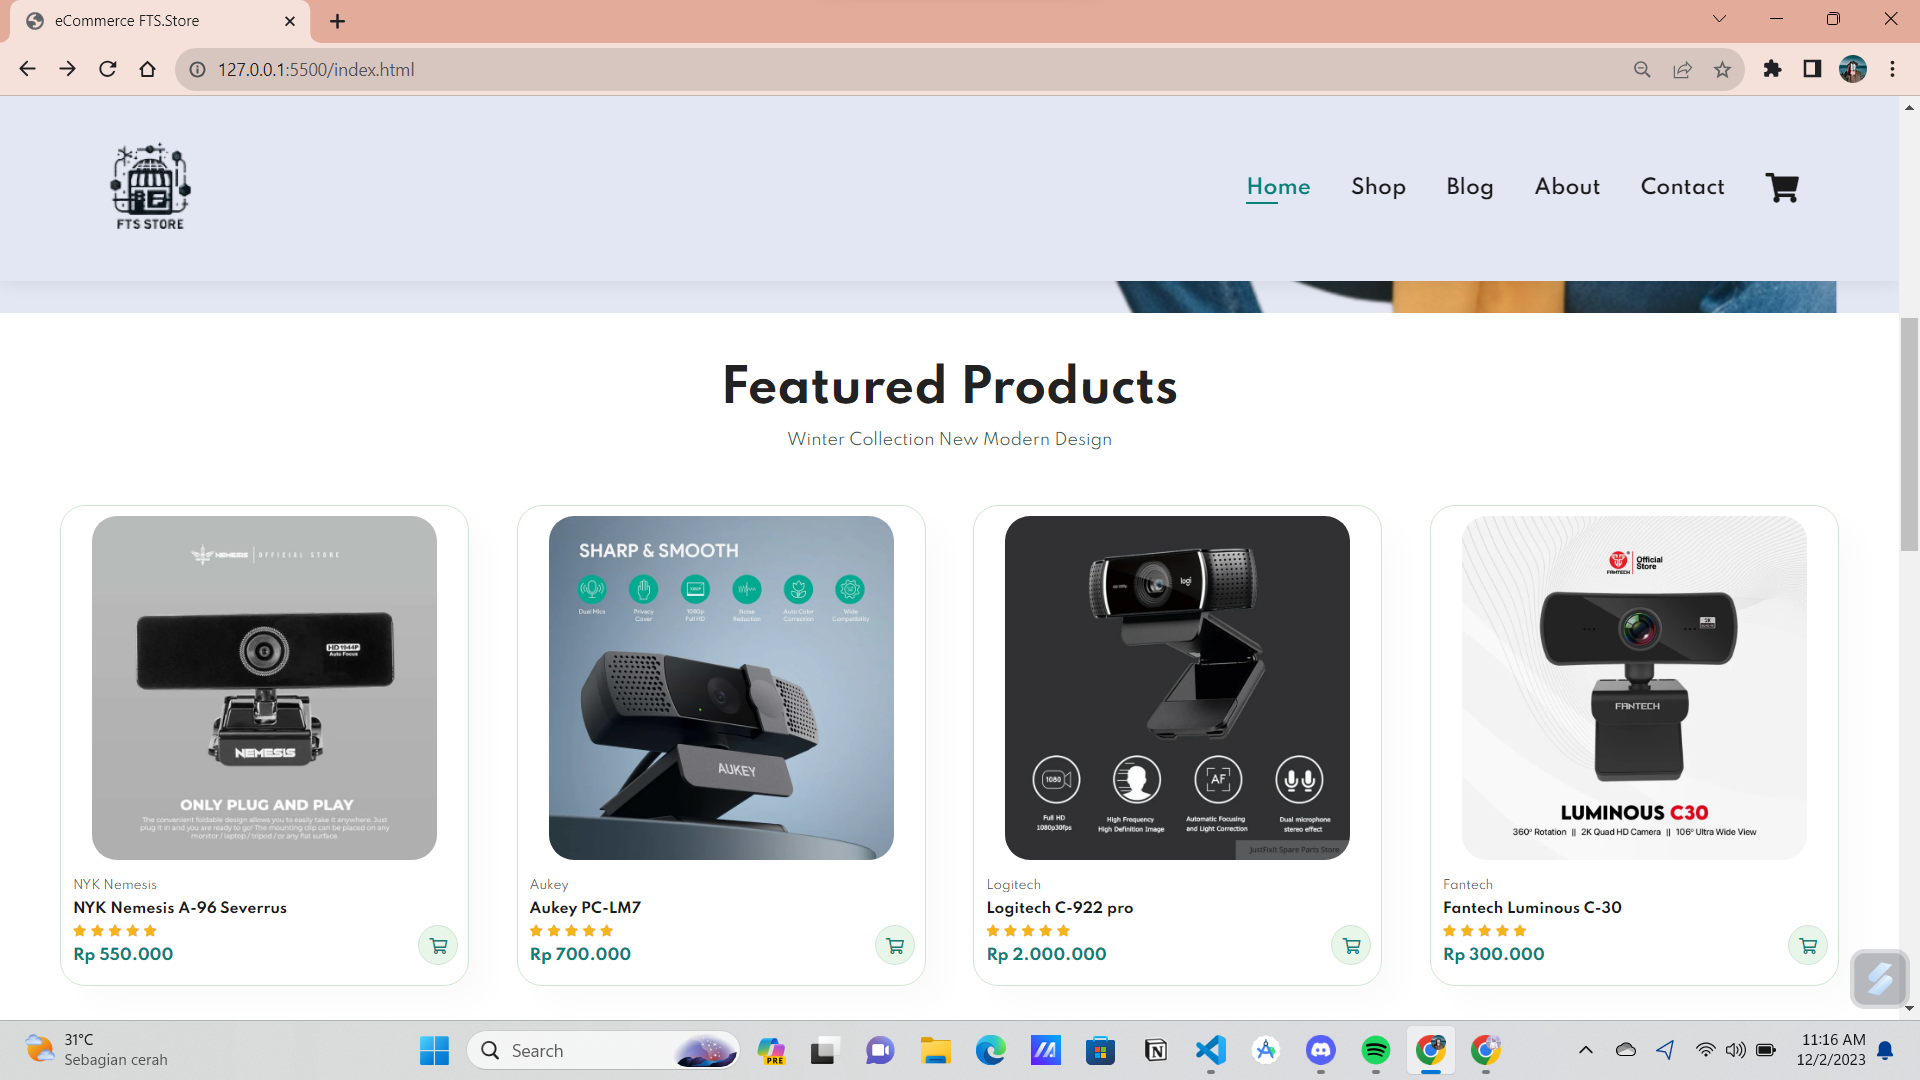 eCommerce FTS.Store
127.0.0.1:5500/index.html
FTS STORE
Home Shop Blog About Contact
Featured Products
Winter Collection New Modern Design
NEMESIS | OFFICIAL STORE
HD 1944P
Auto Focus
NEMESIS
ONLY PLUG AND PLAY
The convenient foldable design allows you to easily take it anywhere. Just
plug it in and you are ready to go! The mounting clip can be placed on any
monitor / laptop / tripod / or any flat surface
NYK Nemesis
NYK Nemesis A-96 Severrus
Rp 550.000
SHARP & SMOOTH
Dual Mics
Privacy Cover
1080p Full HD
Noise Reduction
Auto Color Correction
Wide Compatibility
AUKEY
Aukey
Aukey PC-LM7
Rp 700.000
logi
1080
AF
Full HD
1080p30fps
High Frequency
High Definition Image
Automatic Focusing
and Light Correction
Dual microphone
stereo effect
JustFixIt Spare Parts Store
Logitech
Logitech C-922 pro
Rp 2.000.000
FANTECH
Official
Store
2K
FANTECH
LUMINOUS C30
360° Rotation || 2K Quad HD Camera || 106° Ultra Wide View
Fantech
Fantech Luminous C-30
Rp 300.000
31°C
Sebagian cerah
Search
PRE
11:16 AM
12/2/2023